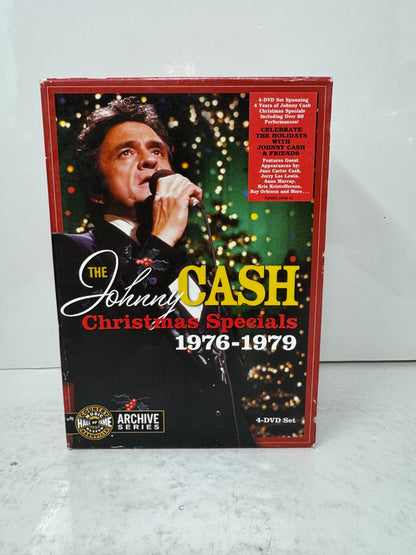 4-DVD Set Spanning
4 Years of Johnny Cash
Christmas Specials
Including Over 80
Performances!
CELEBRATE
THE HOLIDAYS
WITH
JOHNNY CASH
& FRIENDS
Features Guest
Appearances by:
June Carter Cash,
Jerry Lee Lewis,
Anne Murray,
Kris Kristofferson,
Roy Orbison and More...
THE Johnny CASH
Christmas Specials
1976-1979
COUNTRY
MUSIC
HALL OF FAME
ARCHIVE
SERIES
4-DVD Set